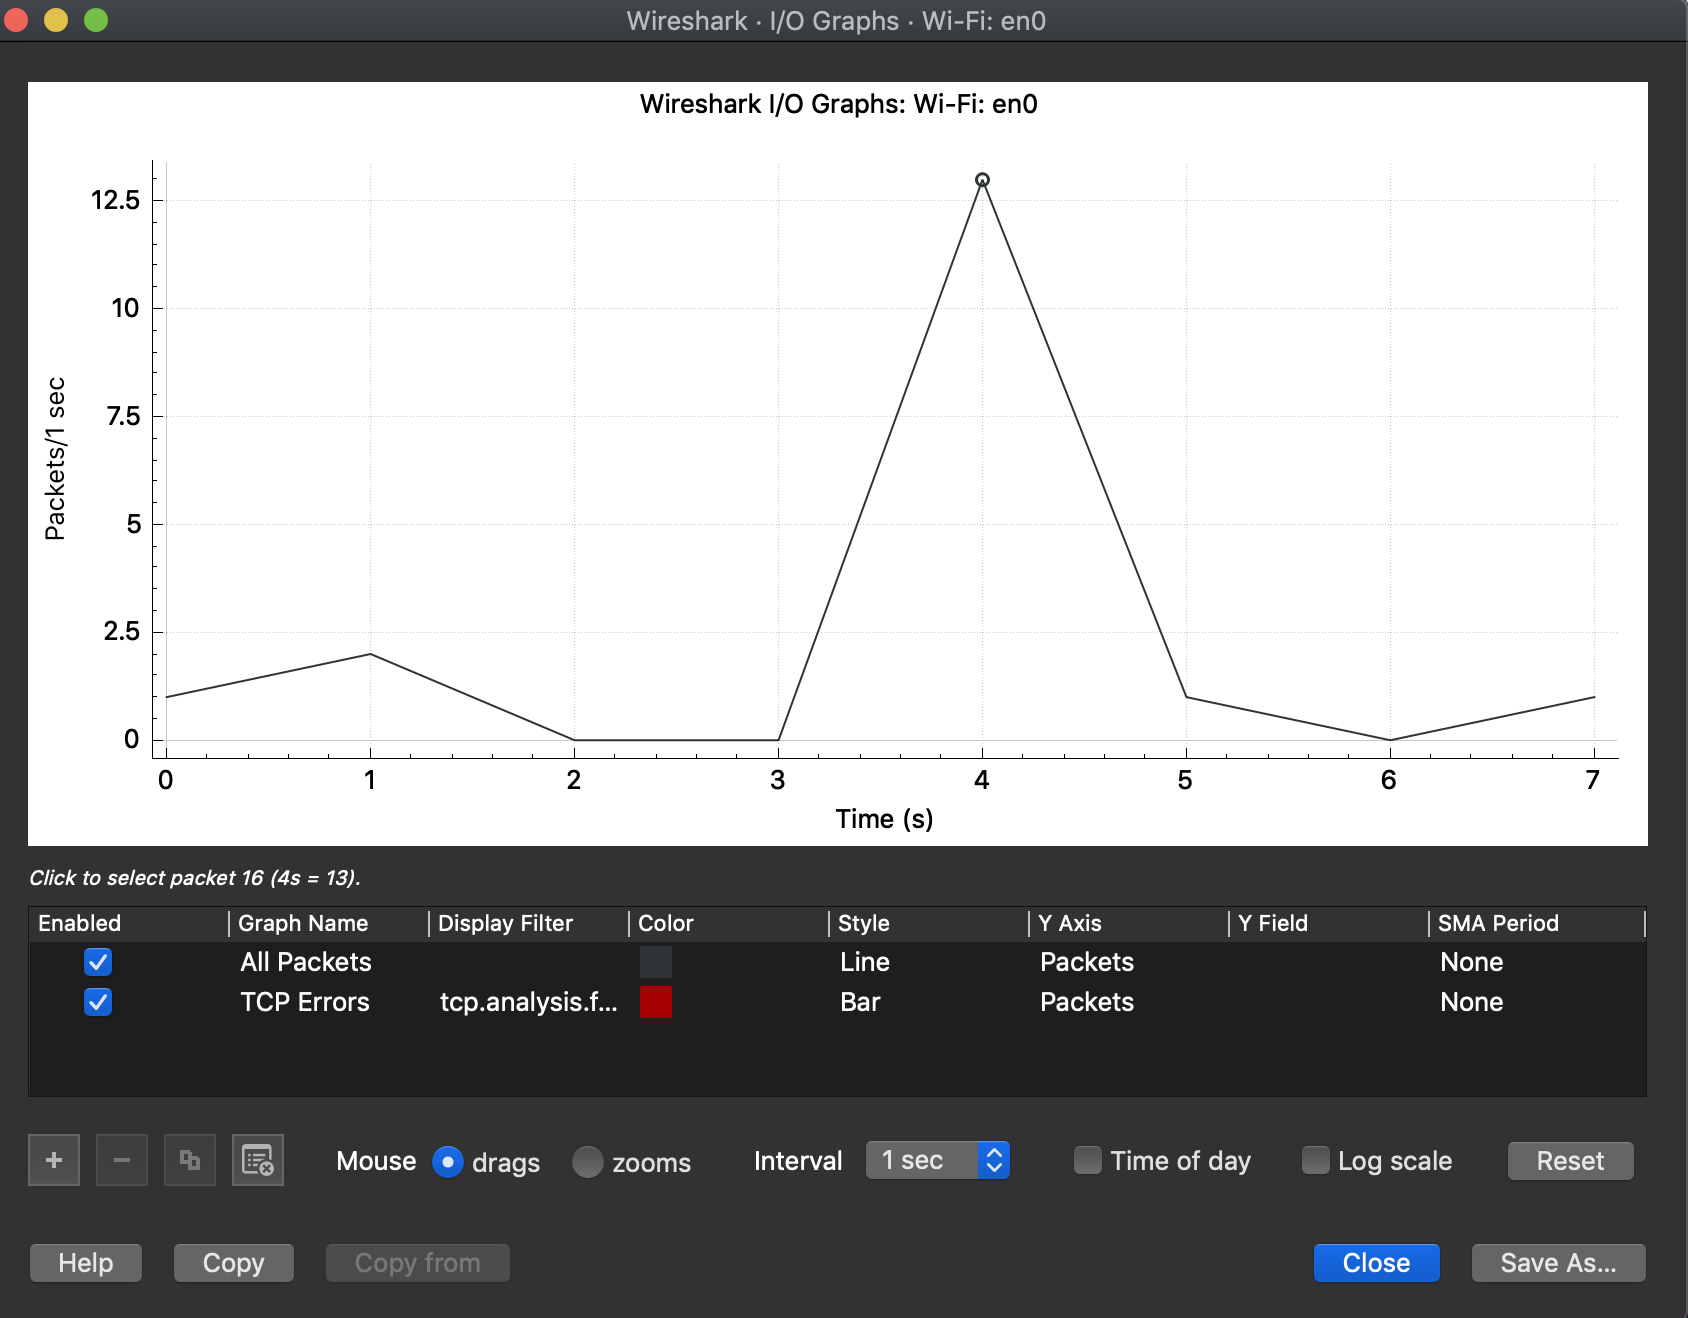 Wireshark · I/O Graphs · Wi-Fi: en0
Wireshark I/O Graphs: Wi-Fi: en0
12.5
10
7.5
5
2.5
0
Packets/1 sec
0 1 2 3 4 5 6 7
Time (s)
Click to select packet 16 (4s = 13).
Enabled Graph Name Display Filter Color Style Y Axis Y Field SMA Period
All Packets Line Packets None
TCP Errors tcp.analysis.f... Bar Packets None
Mouse drags zooms Interval 1 sec Time of day Log scale Reset
Help Copy Copy from Close Save As...